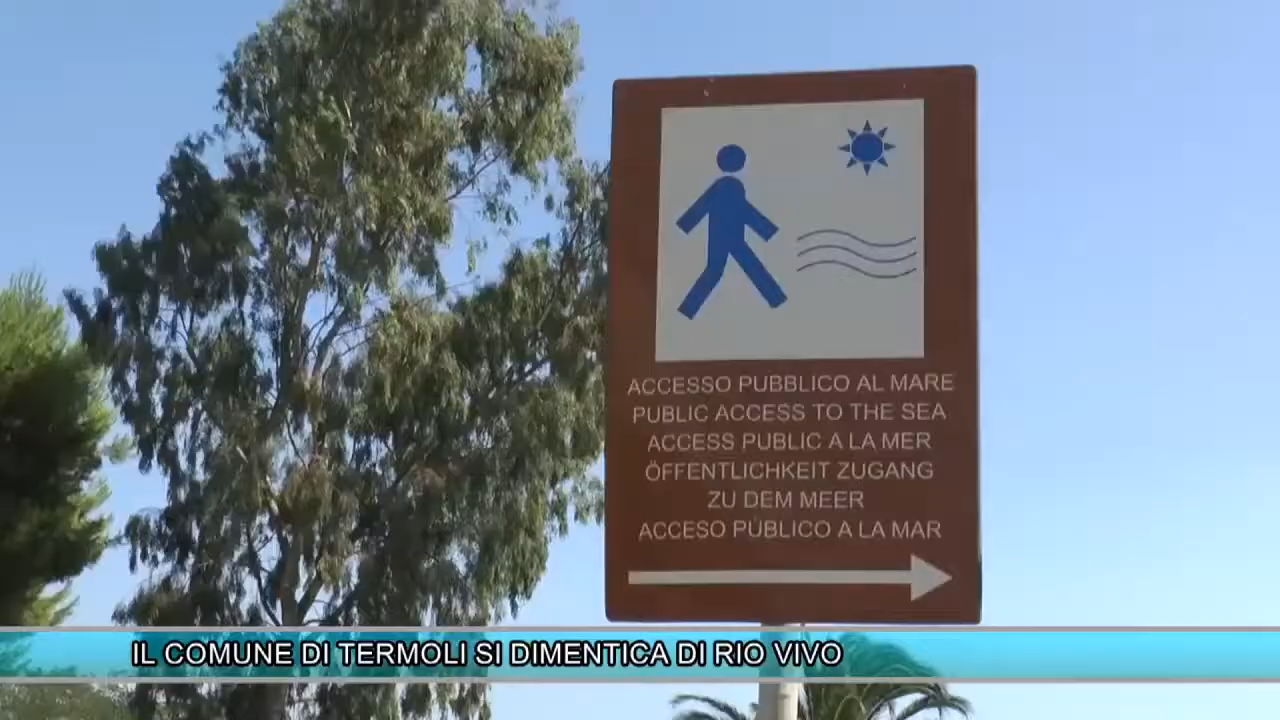 ACCESSO PUBBLICO AL MARE
PUBLIC ACCESS TO THE SEA
ACCESS PUBLIC A LA MER
ÖFFENTLICHKEIT ZUGANG
ZU DEM MEER
ACCESO PÚBLICO A LA MAR
IL COMUNE DI TERMOLI SI DIMENTICA DI RIO VIVO